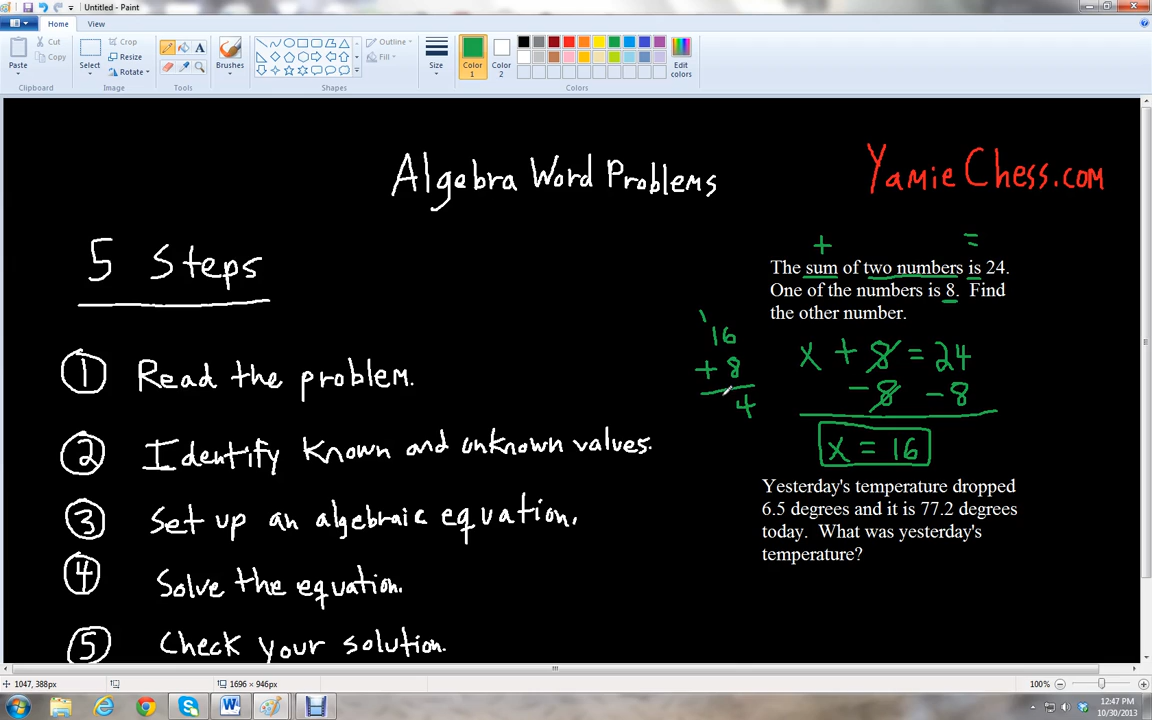 Untitled - Paint
Home View
Paste
Cut
Copy
Clipboard
Select
Crop
Resize
Rotate
Image
Tools
Brushes
Shapes
Outline
Fill
Size
Color 1
Color 2
Edit colors
Colors
Algebra Word Problems
YamieChess.com
5 Steps
① Read the problem.
② Identify known and unknown values.
③ Set up an algebraic equation.
④ Solve the equation.
⑤ Check your solution.
+ =
The sum of two numbers is 24.
One of the numbers is 8. Find
the other number.
1
16
+ 8
4
x + 8 = 24
- 8 - 8
x = 16
Yesterday's temperature dropped
6.5 degrees and it is 77.2 degrees
today. What was yesterday's
temperature?
1047, 388px
1696 × 946px
100%
12:47 PM
10/30/2013